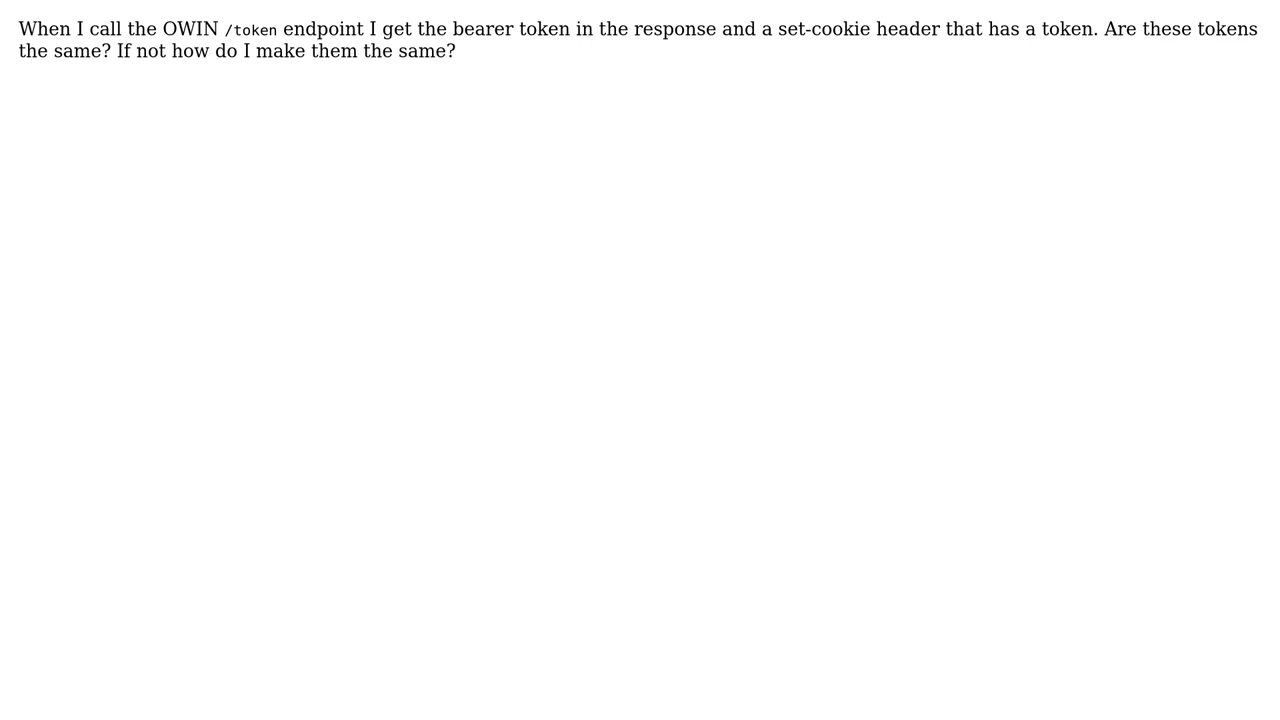 When I call the OWIN /token endpoint I get the bearer token in the response and a set-cookie header that has a token. Are these tokens
the same? If not how do I make them the same?